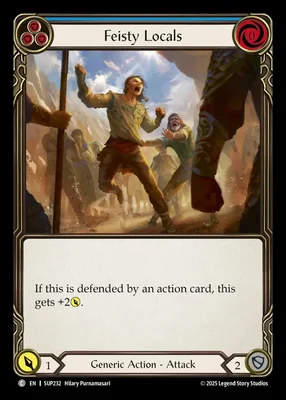 Feisty Locals
If this is defended by an action card, this
gets +2.
1
Generic Action - Attack
2
C EN | SUP232 Hilary Purnamasari
© 2025 Legend Story Studios